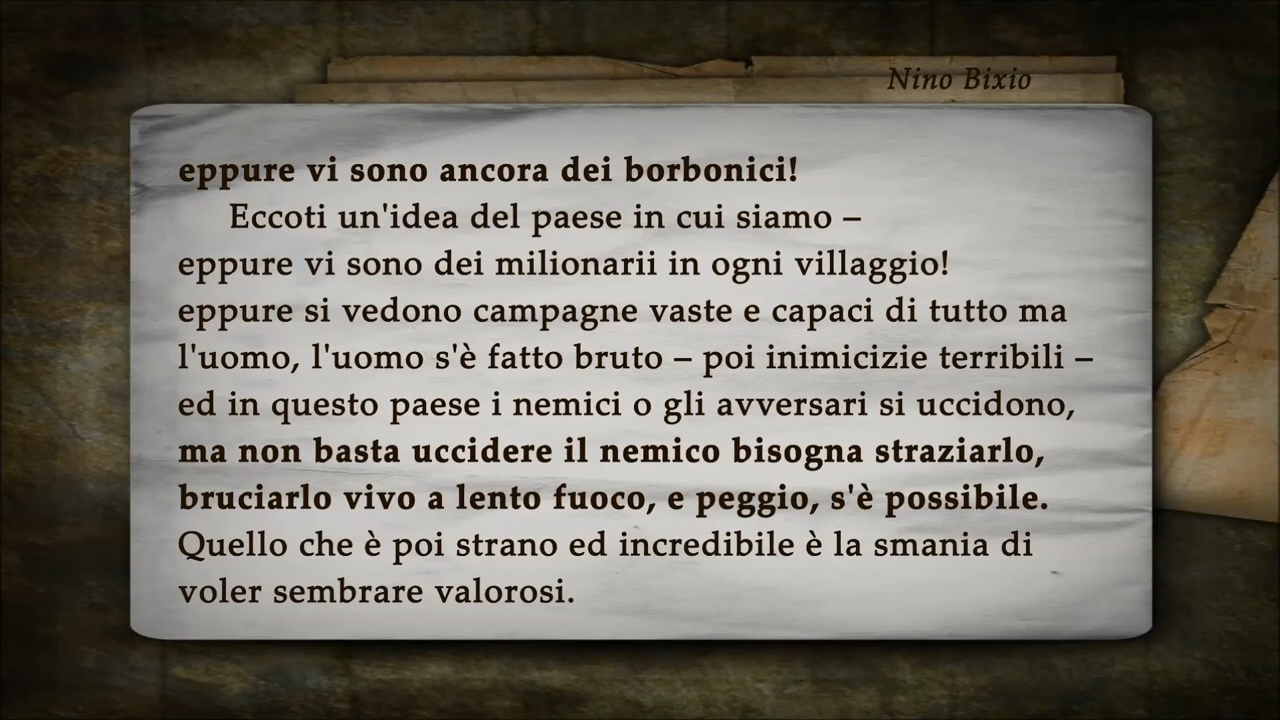 Nino Bixio
eppure vi sono ancora dei borbonici!
Eccoti un'idea del paese in cui siamo –
eppure vi sono dei milionarii in ogni villaggio!
eppure si vedono campagne vaste e capaci di tutto ma
l'uomo, l'uomo s'è fatto bruto – poi inimicizie terribili –
ed in questo paese i nemici o gli avversari si uccidono,
ma non basta uccidere il nemico bisogna straziarlo,
bruciarlo vivo a lento fuoco, e peggio, s'è possibile.
Quello che è poi strano ed incredibile è la smania di
voler sembrare valorosi.